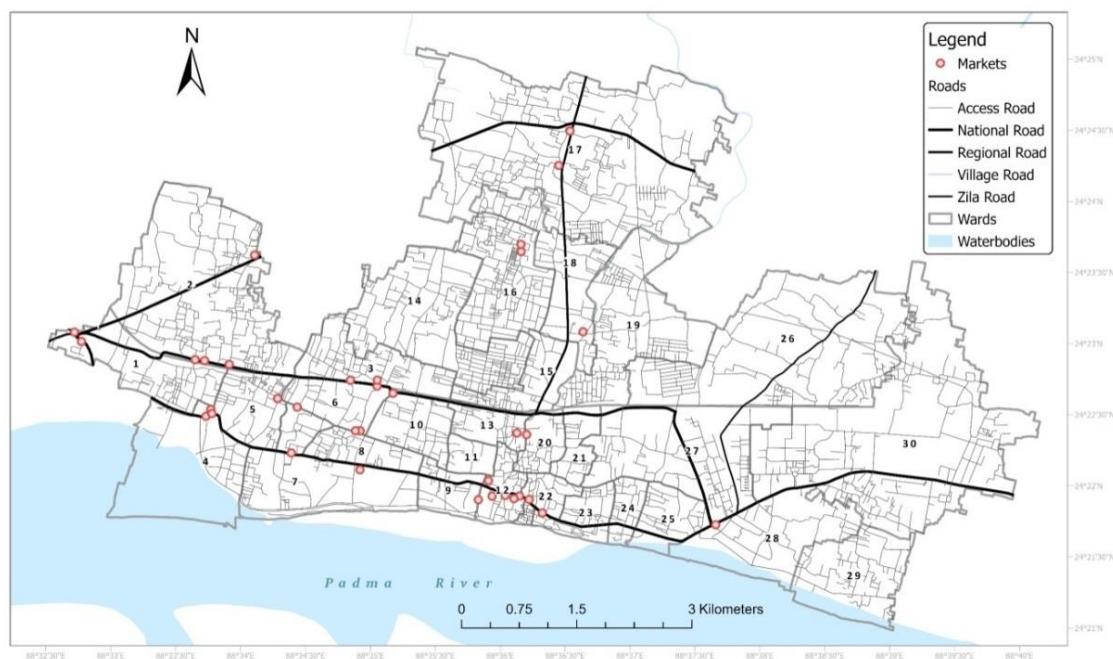 N
Legend
Markets
Roads
Access Road
National Road
Regional Road
Village Road
Zila Road
Wards
Waterbodies
24°25'N
24°24'30"N
24°24'N
24°23'30"N
24°23'N
24°22'30"N
24°22'N
24°21'30"N
24°21'N
17
2
18
14
16
19
26
1
3
15
6
5
10
13
20
30
11
21
27
8
4
7
9
12
22
23
24
25
28
29
Padma River
0 0.75 1.5 3 Kilometers
88°32'30"E 88°33'E 88°33'30"E 88°34'E 88°34'30"E 88°35'E 88°35'30"E 88°36'E 88°36'30"E 88°37'E 88°37'30"E 88°38'E 88°38'30"E 88°39'E 88°39'30"E 88°40'E